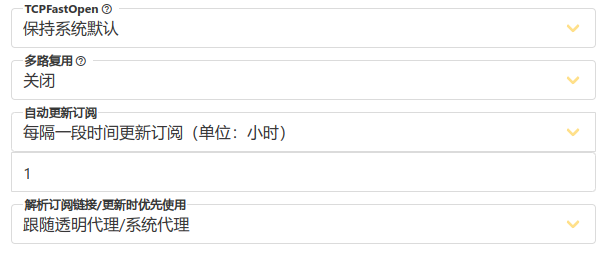 TCPFastOpen
保持系统默认
多路复用
关闭
自动更新订阅
每隔一段时间更新订阅（单位：小时）
1
解析订阅链接/更新时优先使用
跟随透明代理/系统代理